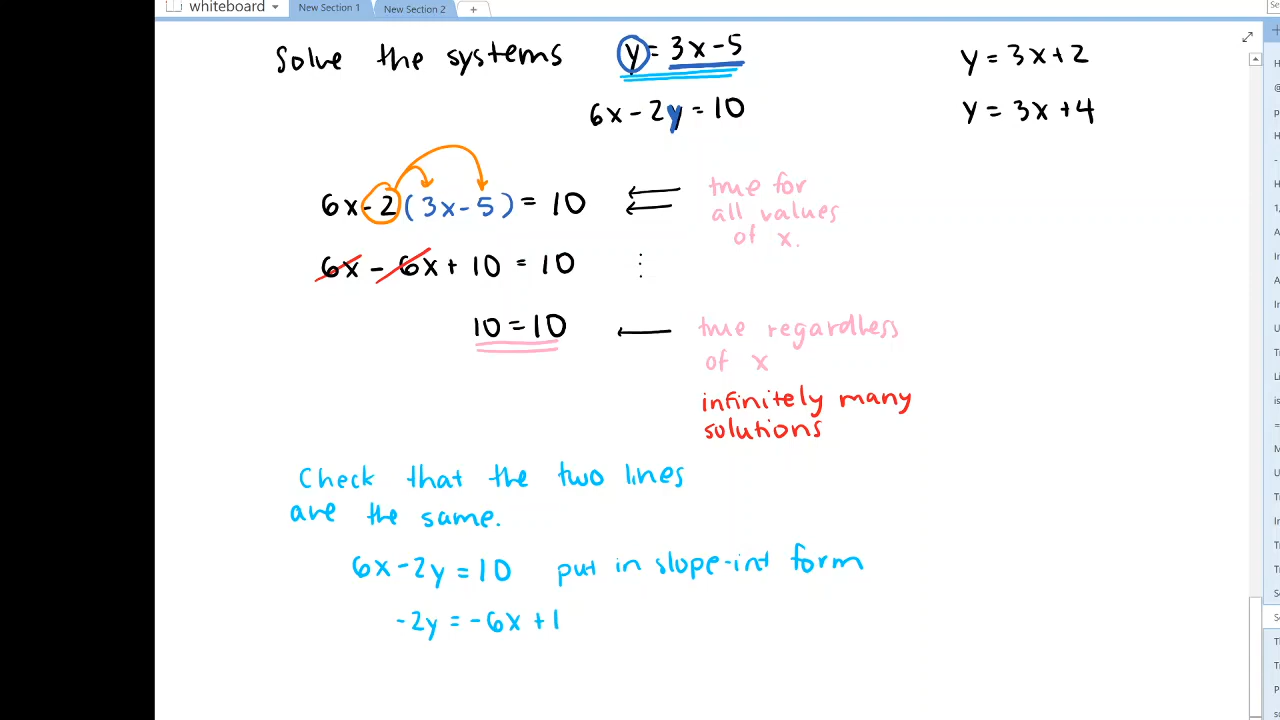 whiteboard
New Section 1
New Section 2
+
Solve the systems y = 3x - 5
6x - 2y = 10
y = 3x + 2
y = 3x + 4
6x - 2 (3x - 5) = 10
true for
all values
of x.
6x - 6x + 10 = 10
10 = 10
true regardless
of x
infinitely many
solutions
Check that the two lines
are the same.
6x - 2y = 10 put in slope-int form
-2y = -6x + 1